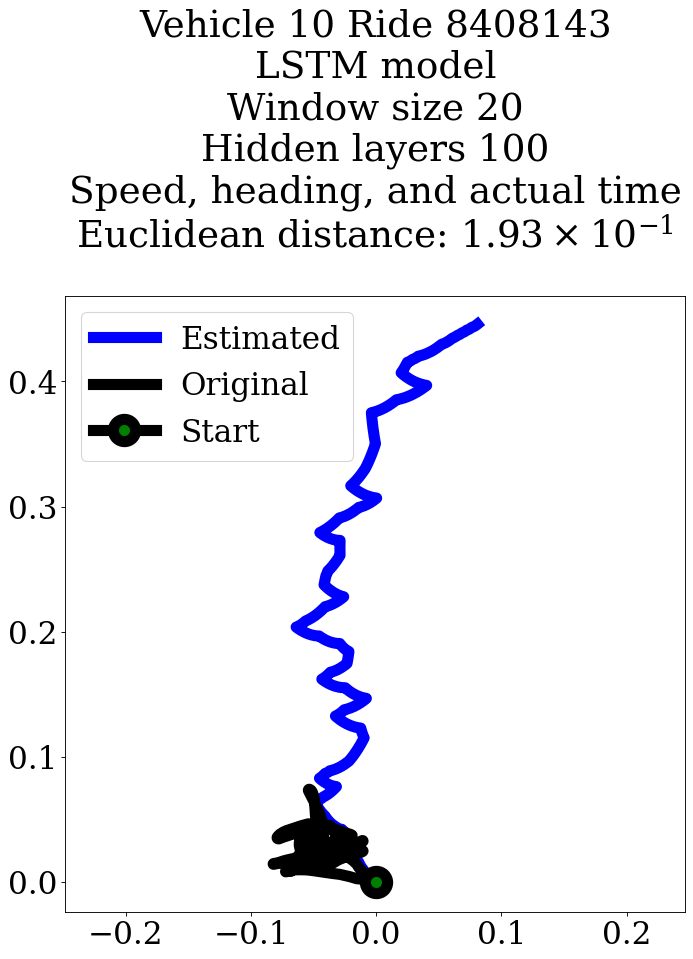 Vehicle 10 Ride 8408143
LSTM model
Window size 20
Hidden layers 100
Speed, heading, and actual time
Euclidean distance: 1.93 × 10⁻¹
Estimated
Original
Start
0.4
0.3
0.2
0.1
0.0
−0.2 −0.1 0.0 0.1 0.2